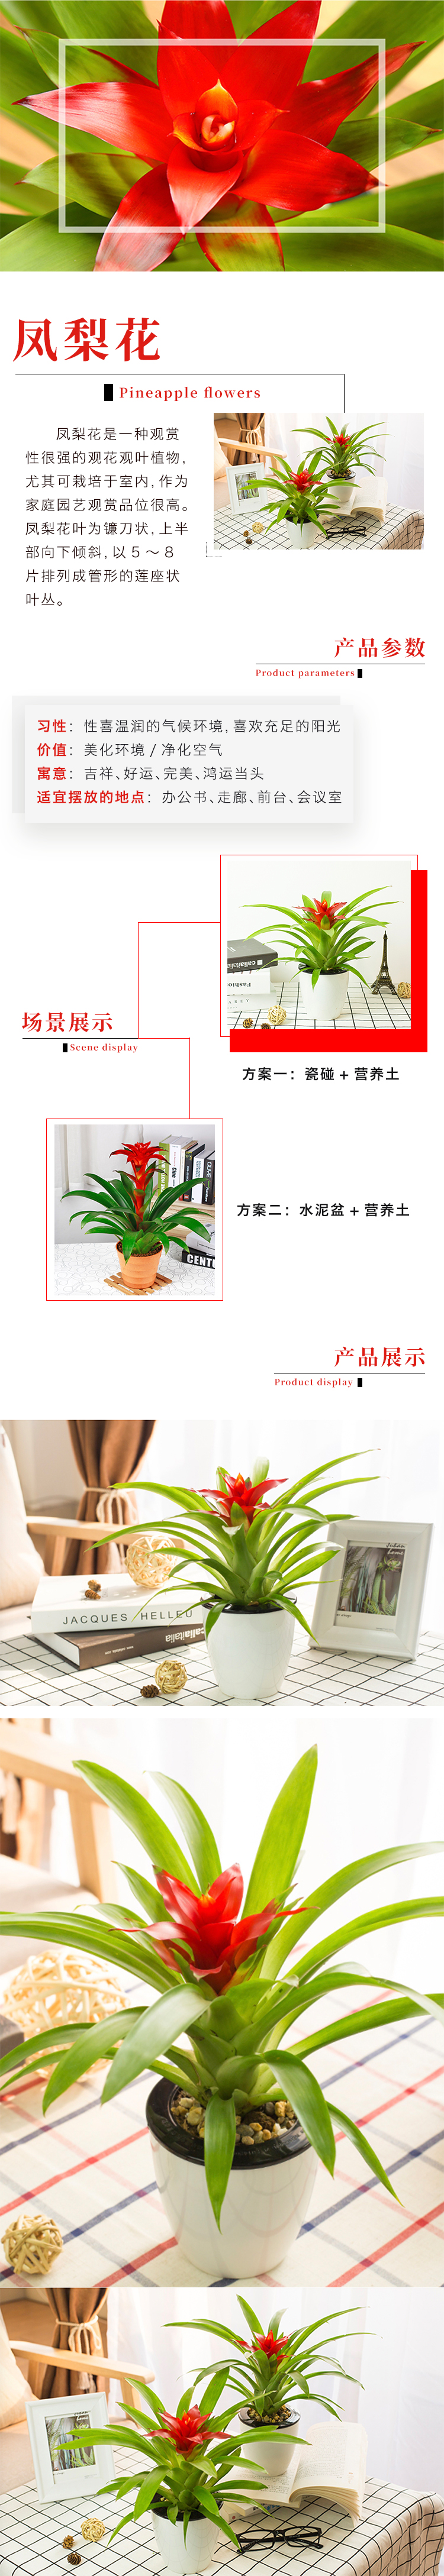 凤梨花
Pineapple flowers
凤梨花是一种观赏
性很强的观花观叶植物,
尤其可栽培于室内,作为
家庭园艺观赏品位很高。
凤梨花叶为镰刀状,上半
部向下倾斜,以5～8
片排列成管形的莲座状
叶丛。
产品参数
Product parameters
习性：性喜温润的气候环境,喜欢充足的阳光
价值：美化环境/净化空气
寓意：吉祥、好运、完美、鸿运当头
适宜摆放的地点：办公书、走廊、前台、会议室
场景展示
Scene display
方案一：瓷碰+营养土
方案二：水泥盆+营养土
CENT
产品展示
Product display
JACQUES HELLEU
callaitalia